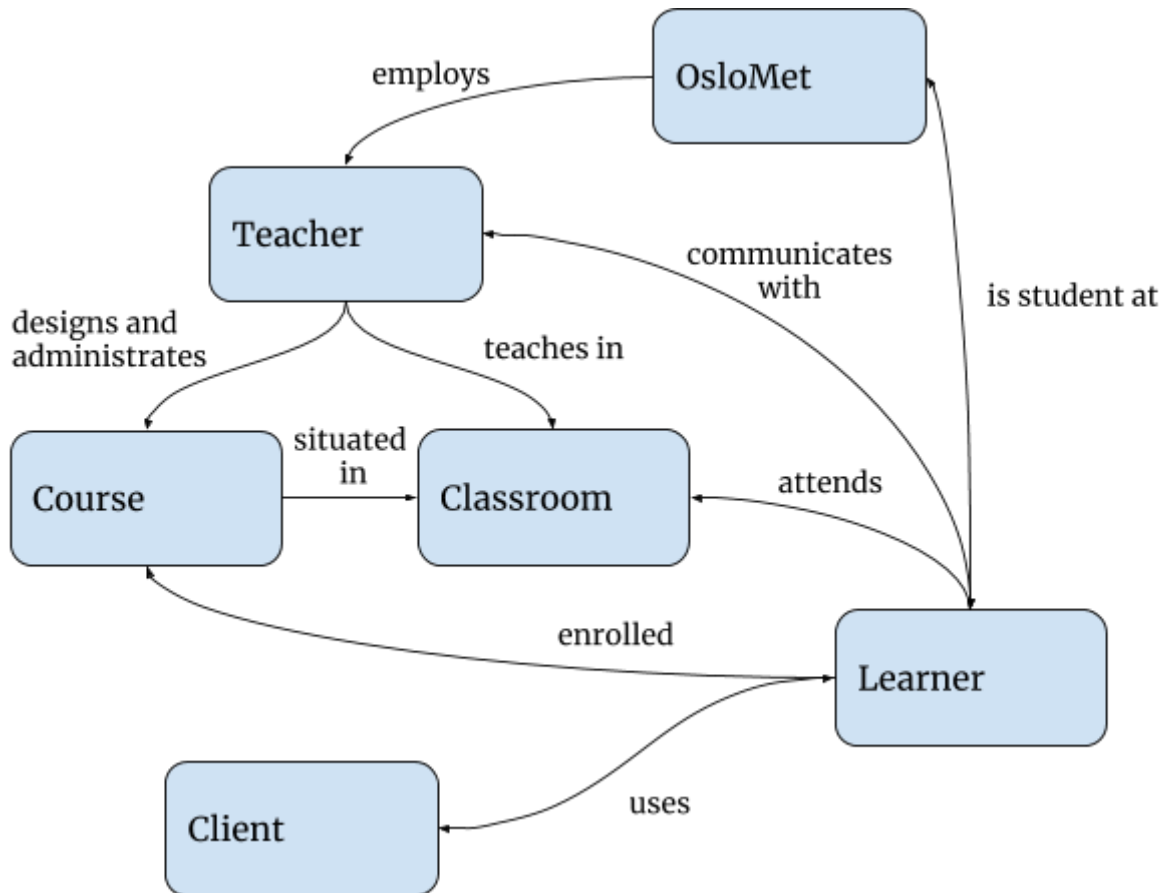 OsloMet
employs
Teacher
communicates
with
is student at
designs and
administrates
teaches in
situated
in
Course
Classroom
attends
enrolled
Learner
uses
Client